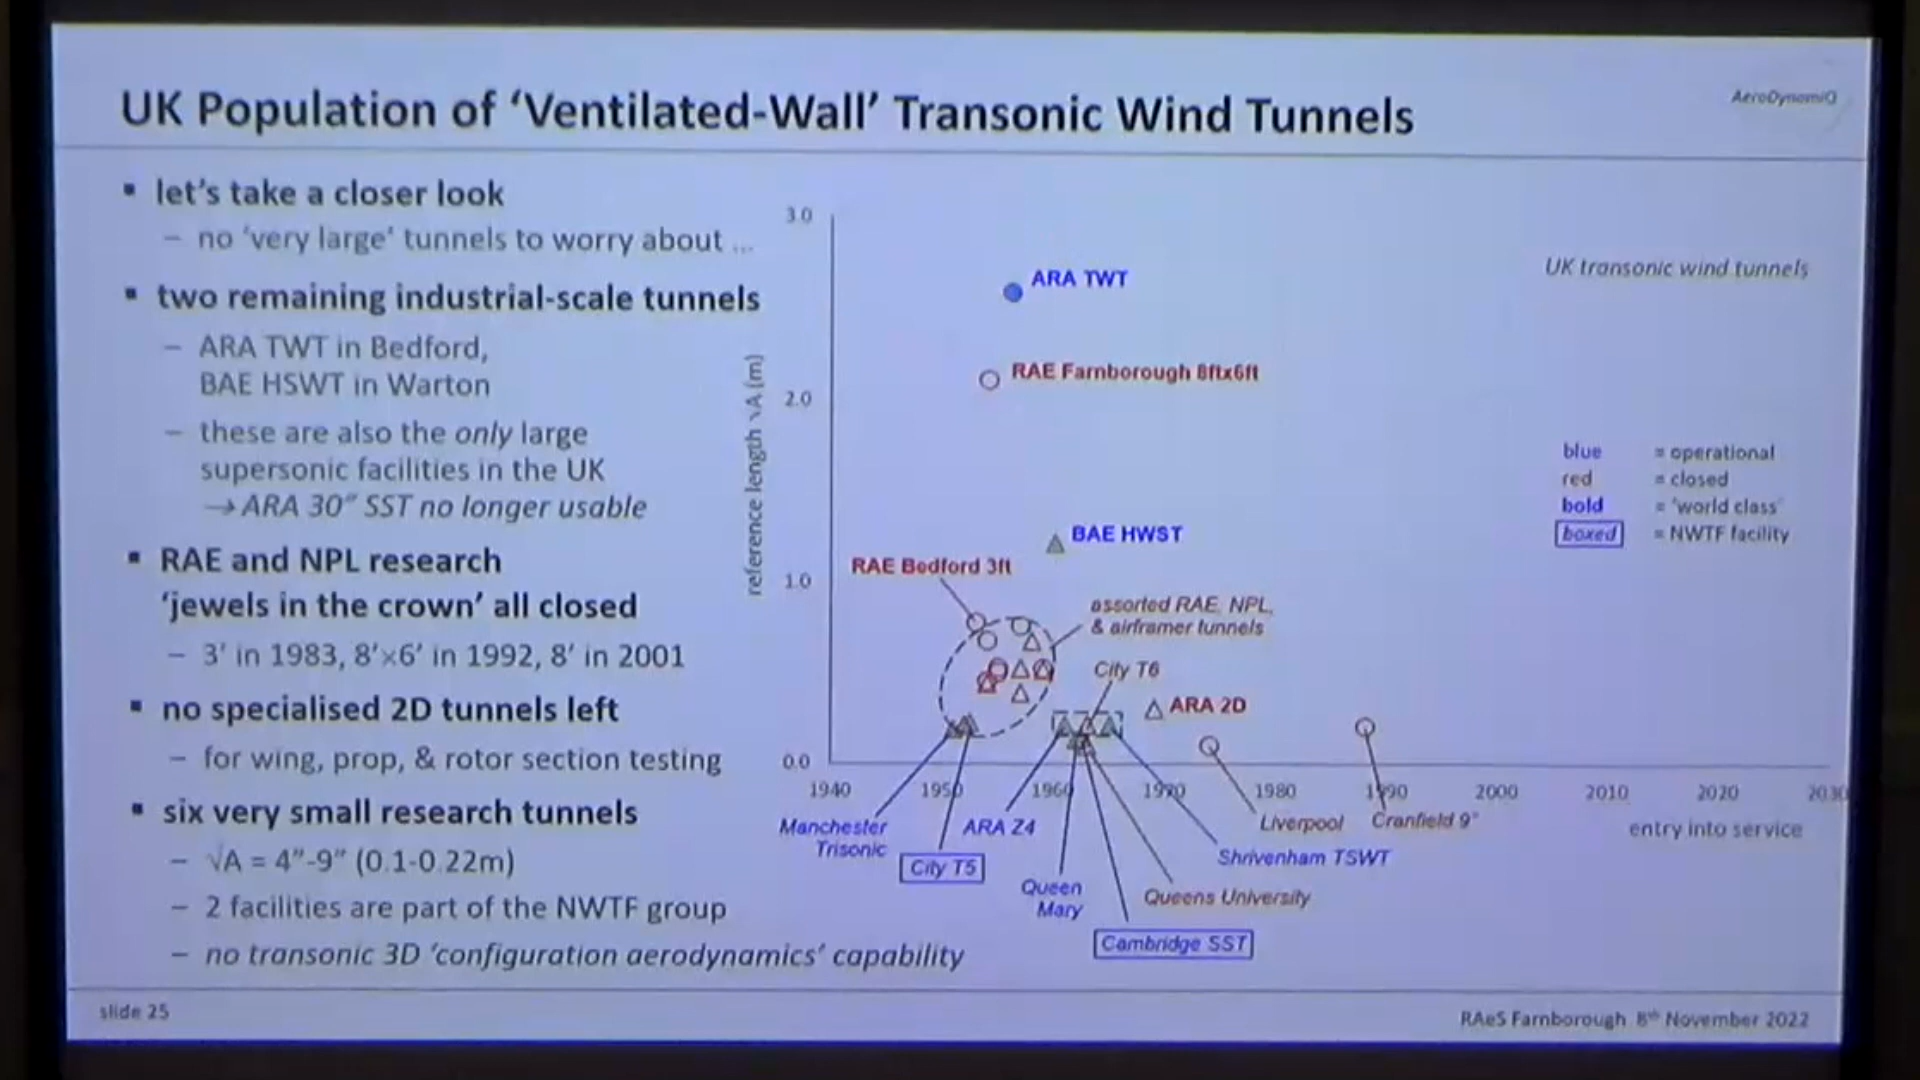 UK Population of ‘Ventilated-Wall’ Transonic Wind Tunnels
AeroDynamiQ
▪ let’s take a closer look
– no ‘very large’ tunnels to worry about ...
▪ two remaining industrial-scale tunnels
– ARA TWT in Bedford,
BAE HSWT in Warton
– these are also the only large
supersonic facilities in the UK
→ ARA 30” SST no longer usable
▪ RAE and NPL research
‘jewels in the crown’ all closed
– 3’ in 1983, 8’×6’ in 1992, 8’ in 2001
▪ no specialised 2D tunnels left
– for wing, prop, & rotor section testing
▪ six very small research tunnels
– √A = 4”-9” (0.1-0.22m)
– 2 facilities are part of the NWTF group
– no transonic 3D ‘configuration aerodynamics’ capability
reference length √A (m)
3.0
2.0
1.0
0.0
UK transonic wind tunnels
ARA TWT
RAE Farnborough 8ftx6ft
blue = operational
red = closed
bold = ‘world class’
boxed = NWTF facility
BAE HWST
RAE Bedford 3ft
assorted RAE, NPL,
& airframer tunnels
City T6
ARA 2D
1940 1950 1960 1970 1980 1990 2000 2010 2020 2030
entry into service
Manchester
Trisonic
City T5
ARA Z4
Queen
Mary
Cambridge SST
Queens University
Shrivenham TSWT
Liverpool
Cranfield 9”
slide 25
RAeS Farnborough 8th November 2022